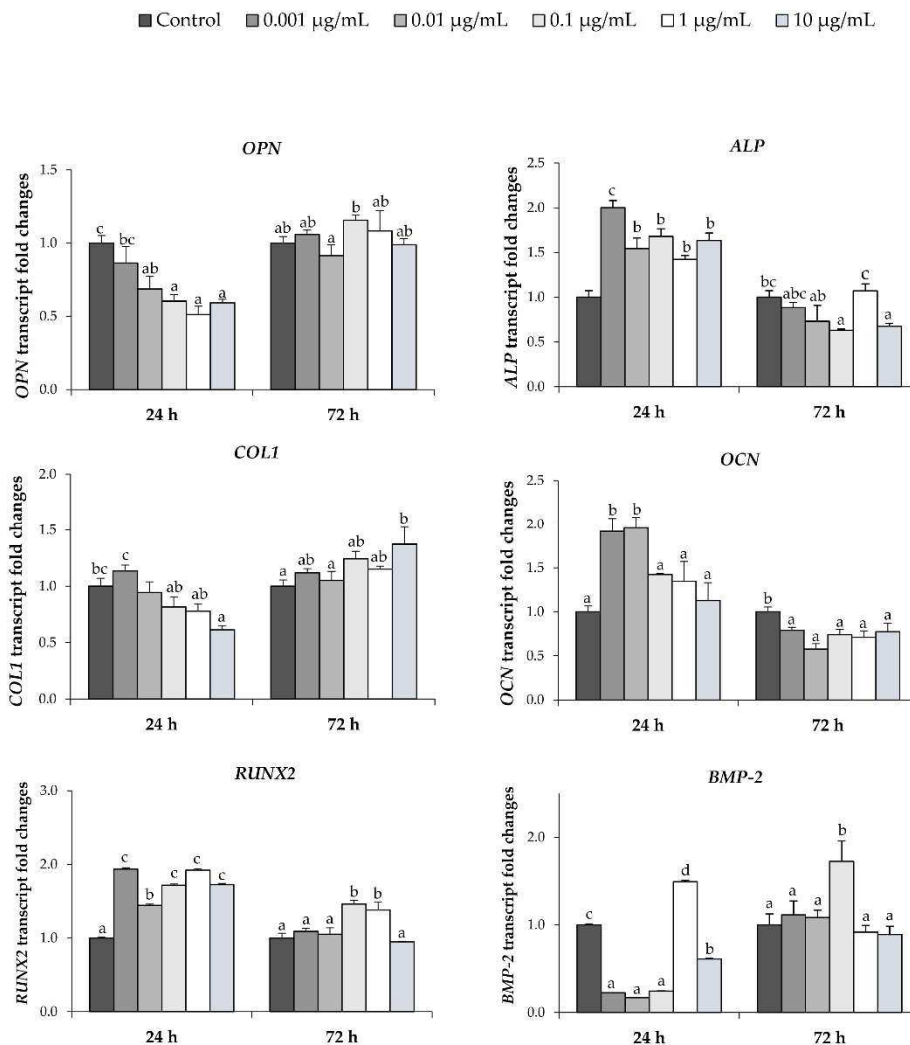 Control 0.001 µg/mL 0.01 µg/mL 0.1 µg/mL 1 µg/mL 10 µg/mL
OPN
OPN transcript fold changes
1.5
1.0
0.5
0.0
c bc ab a a a
ab ab a b ab ab
24 h 72 h
ALP
ALP transcript fold changes
2.5
2.0
1.5
1.0
0.5
0.0
c b b b b
bc abc ab a c a
24 h 72 h
COL1
COL1 transcript fold changes
2.0
1.5
1.0
0.5
0.0
bc c ab ab a
a ab a ab ab b
24 h 72 h
OCN
OCN transcript fold changes
2.5
2.0
1.5
1.0
0.5
0.0
a b b a a a
b a a a a a
24 h 72 h
RUNX2
RUNX2 transcript fold changes
3.0
2.0
1.0
0.0
a c b c c c
a a a b b a
24 h 72 h
BMP-2
BMP-2 transcript fold changes
2.0
1.0
0.0
c a a a d b
a a a b a a
24 h 72 h